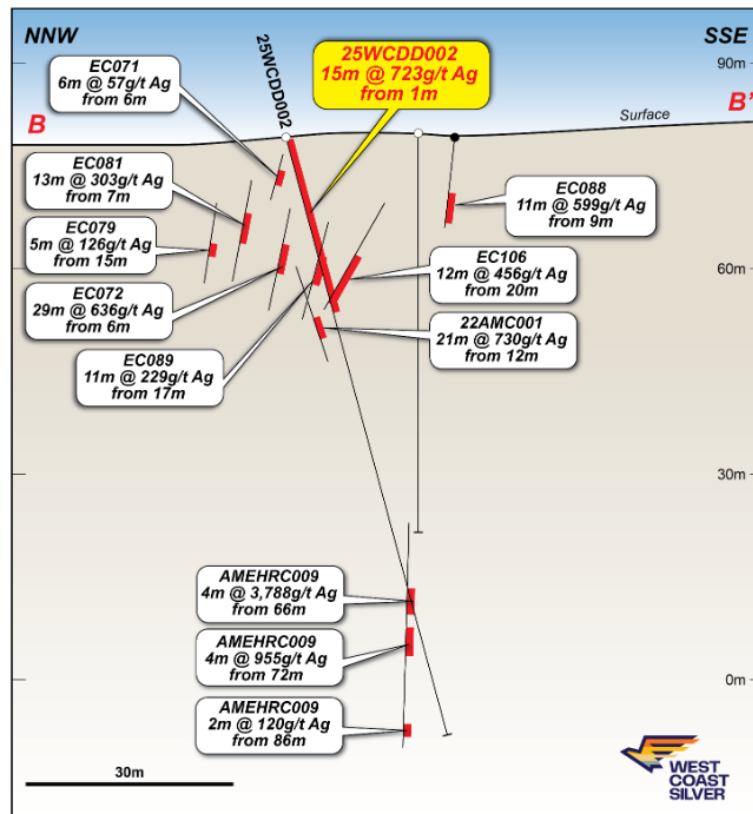 NNW
SSE
90m
25WCDD002
25WCDD002
15m @ 723g/t Ag
from 1m
EC071
6m @ 57g/t Ag
from 6m
B
B'
Surface
EC081
13m @ 303g/t Ag
from 7m
EC088
11m @ 599g/t Ag
from 9m
EC079
5m @ 126g/t Ag
from 15m
60m
EC106
12m @ 456g/t Ag
from 20m
EC072
29m @ 636g/t Ag
from 6m
22AMC001
21m @ 730g/t Ag
from 12m
EC089
11m @ 229g/t Ag
from 17m
30m
AMEHRC009
4m @ 3,788g/t Ag
from 66m
AMEHRC009
4m @ 955g/t Ag
from 72m
0m
AMEHRC009
2m @ 120g/t Ag
from 86m
30m
WEST
COAST
SILVER